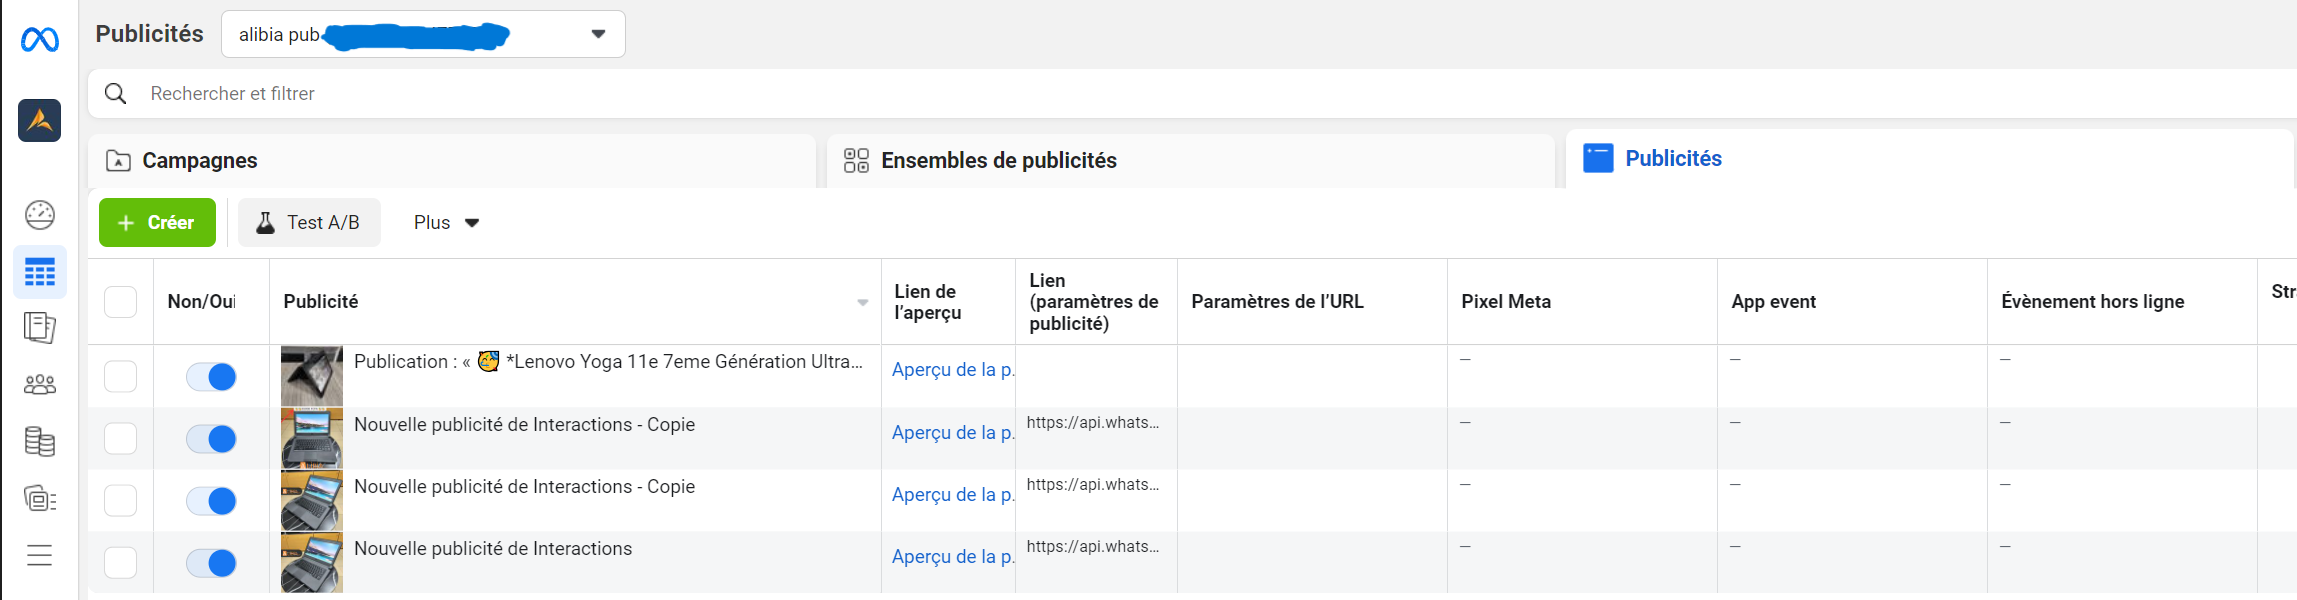 Publicités
alibia pub
Rechercher et filtrer
Campagnes
Ensembles de publicités
Publicités
+ Créer
Test A/B
Plus
Non/Oui
Publicité
Lien de l’aperçu
Lien (paramètres de publicité)
Paramètres de l’URL
Pixel Meta
App event
Évènement hors ligne
Str
Publication : « 🥳 *Lenovo Yoga 11e 7eme Génération Ultra...
Aperçu de la p.
—
—
—
Nouvelle publicité de Interactions - Copie
Aperçu de la p.
https://api.whats...
—
—
—
Nouvelle publicité de Interactions - Copie
Aperçu de la p.
https://api.whats...
—
—
—
Nouvelle publicité de Interactions
Aperçu de la p.
https://api.whats...
—
—
—